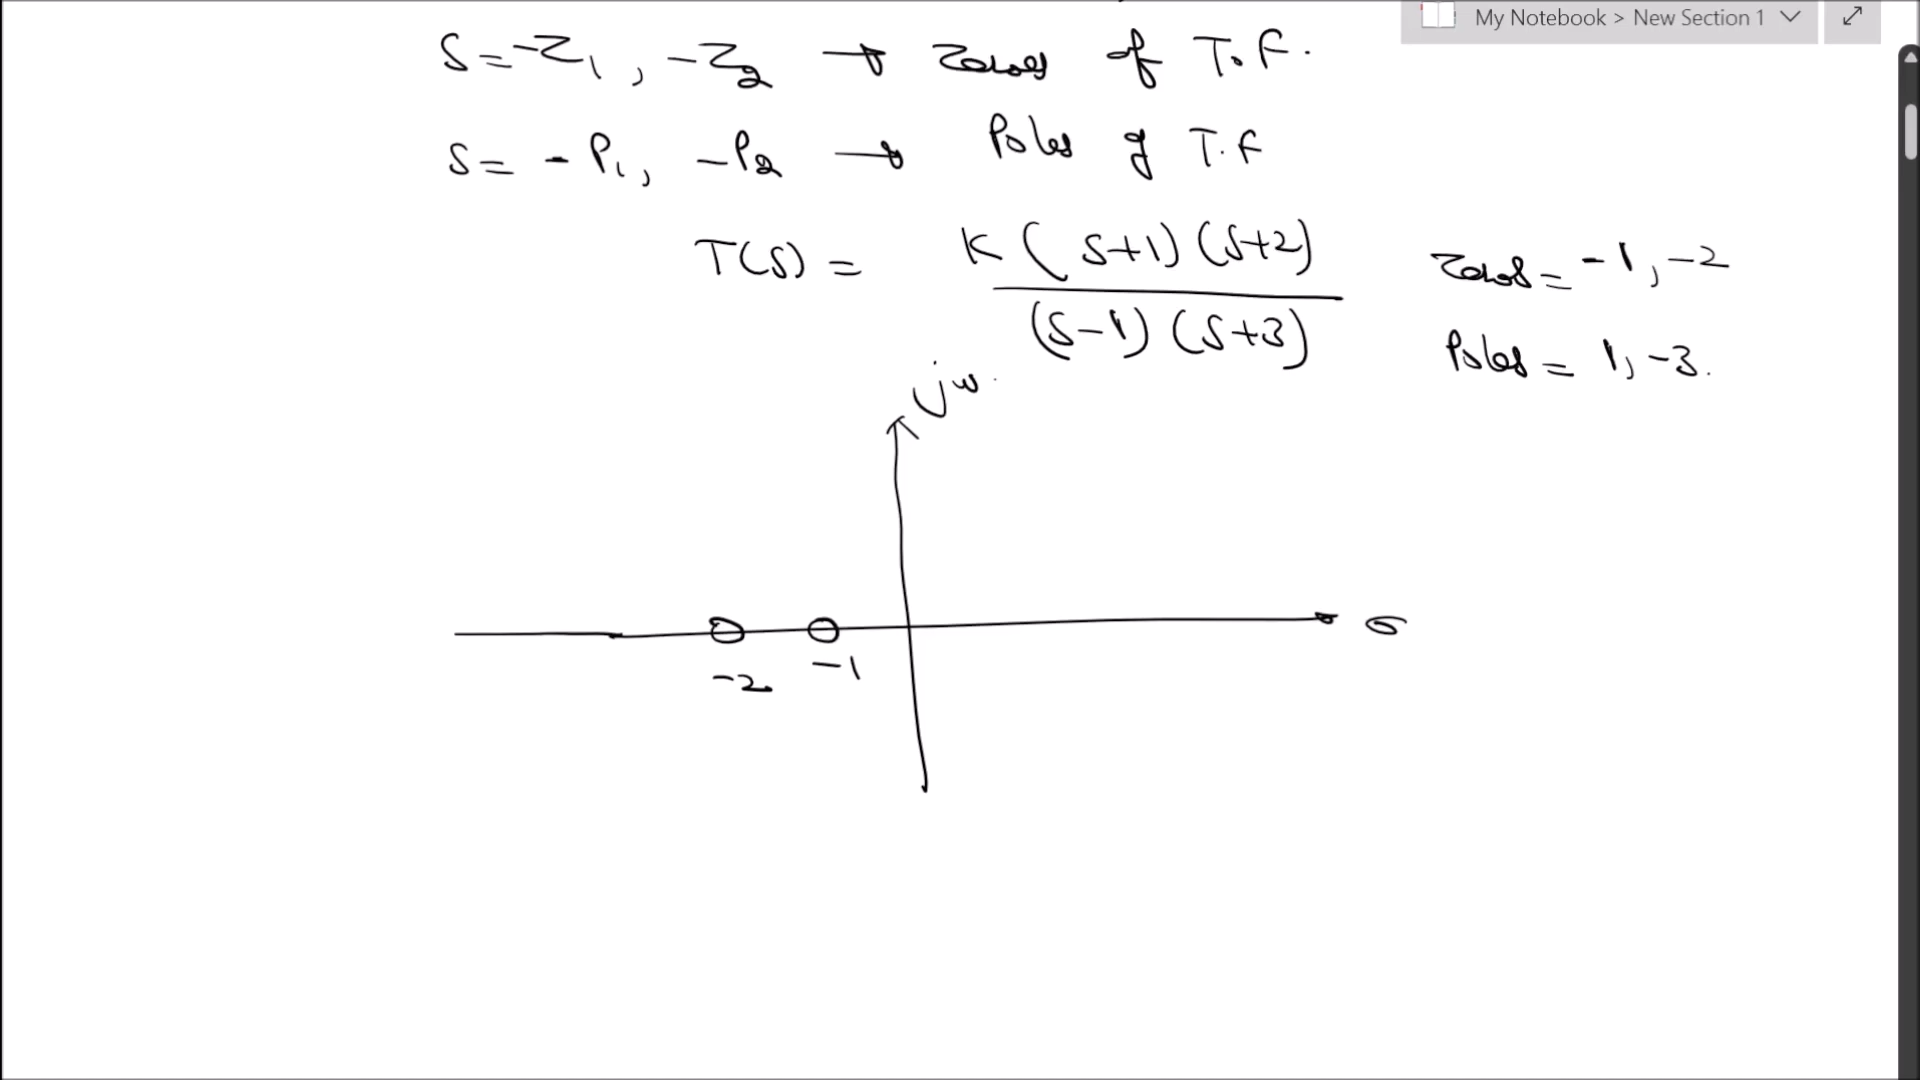 My Notebook > New Section 1
S = -Z1, -Z2 → Zeroes of T.F.
S = -P1, -P2 → Poles of T.F
T(S) = K(S+1)(S+2) / (S-1)(S+3)
Zeros = -1, -2
Poles = 1, -3.
jω
-2 -1 σ